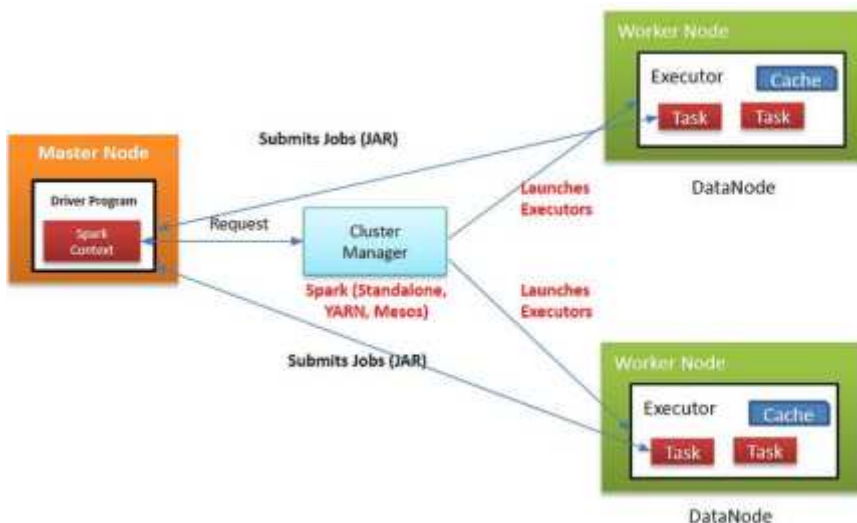 Worker Node
Executor
Cache
Task
Task
DataNode
Submits Jobs (JAR)
Master Node
Driver Program
Spark
Context
Request
Cluster
Manager
Spark (Standalone,
YARN, Mesos)
Launches
Executors
Launches
Executors
Submits Jobs (JAR)
Worker Node
Executor
Cache
Task
Task
DataNode